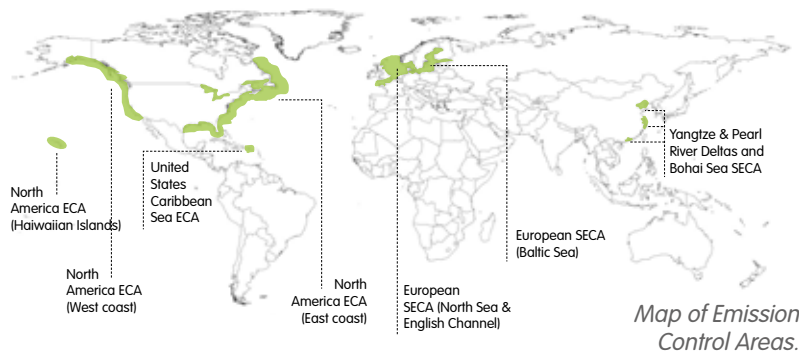 North
America ECA
(Haiwaiian Islands)
North
America ECA
(West coast)
United
States
Caribbean
Sea ECA
North
America ECA
(East coast)
European
SECA (North Sea &
English Channel)
European SECA
(Baltic Sea)
Yangtze & Pearl
River Deltas and
Bohai Sea SECA
Map of Emission
Control Areas.